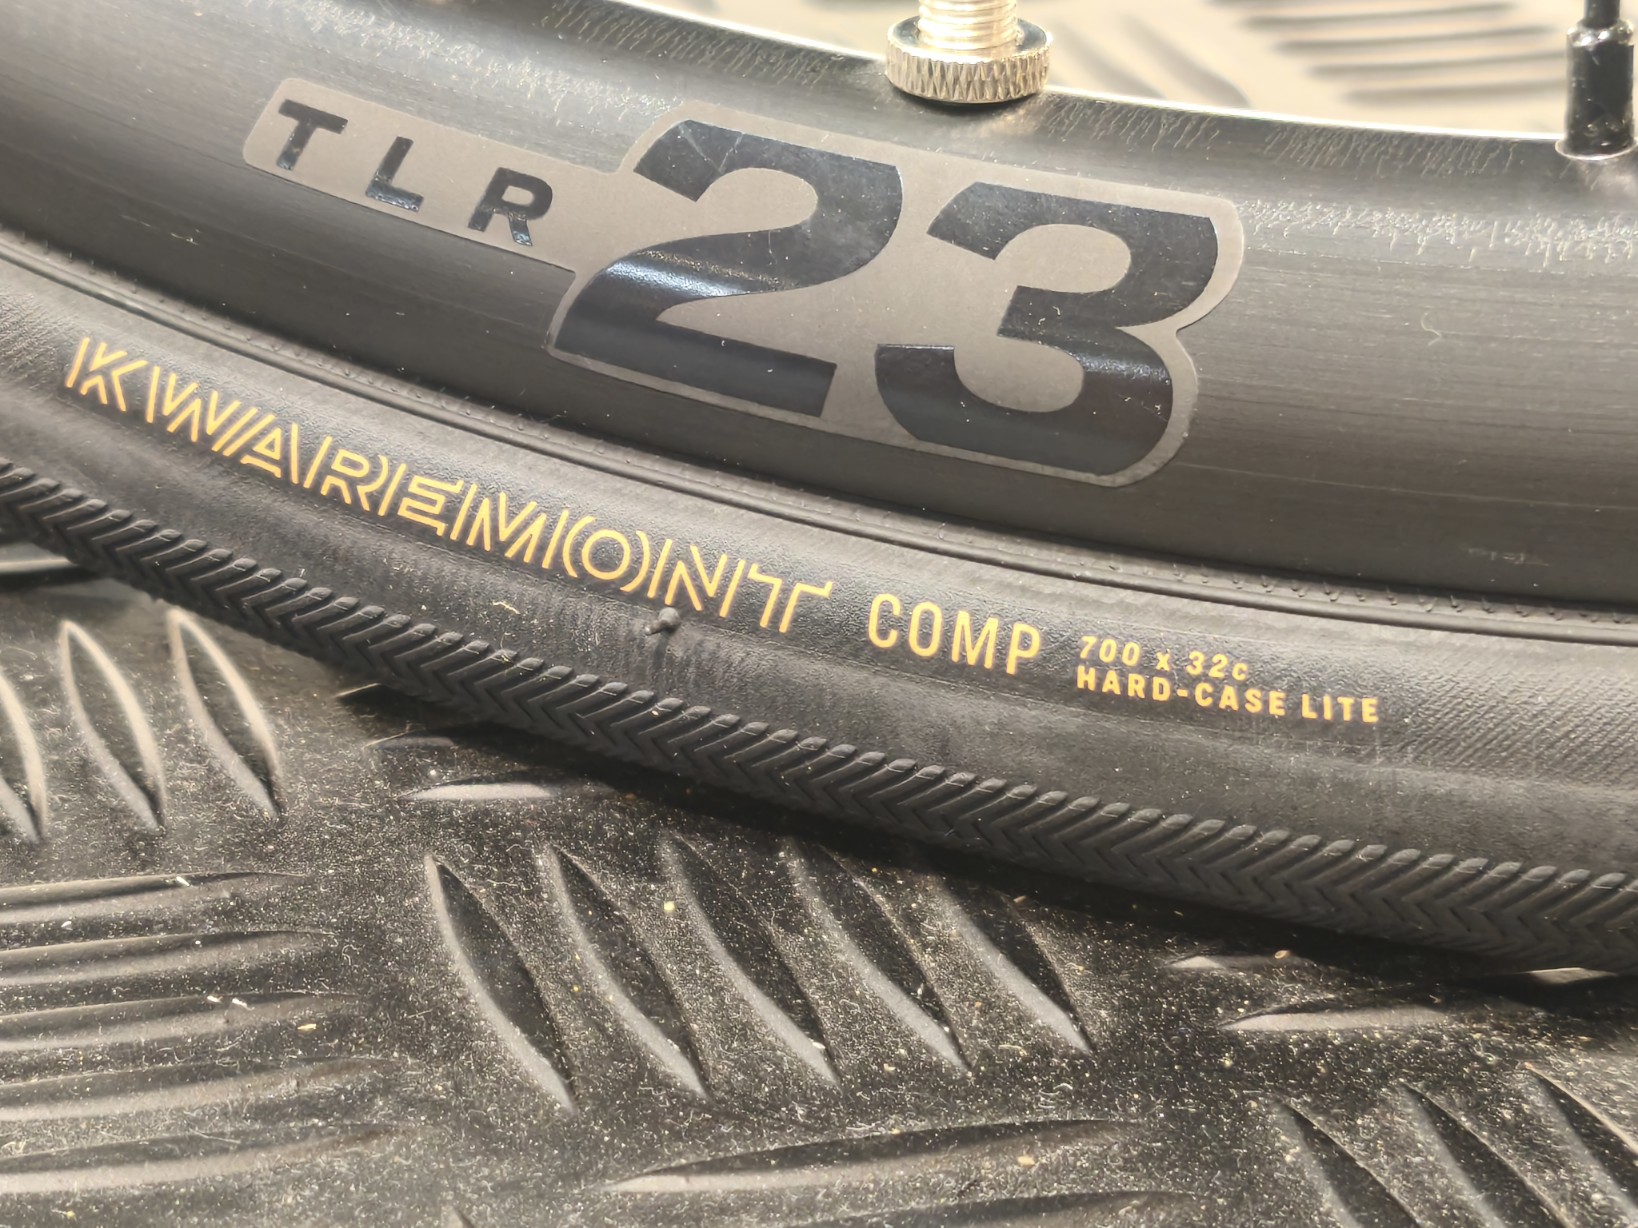 TLR 23
KWAREMONT COMP
700 x 32c
HARD-CASE LITE